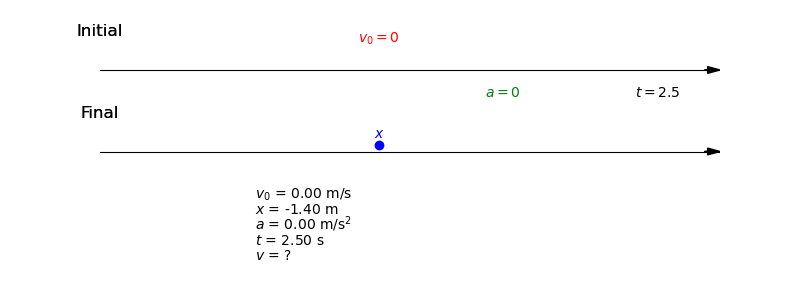 Initial
v₀ = 0
a = 0
t = 2.5
Final
x
v₀ = 0.00 m/s
x = -1.40 m
a = 0.00 m/s²
t = 2.50 s
v = ?